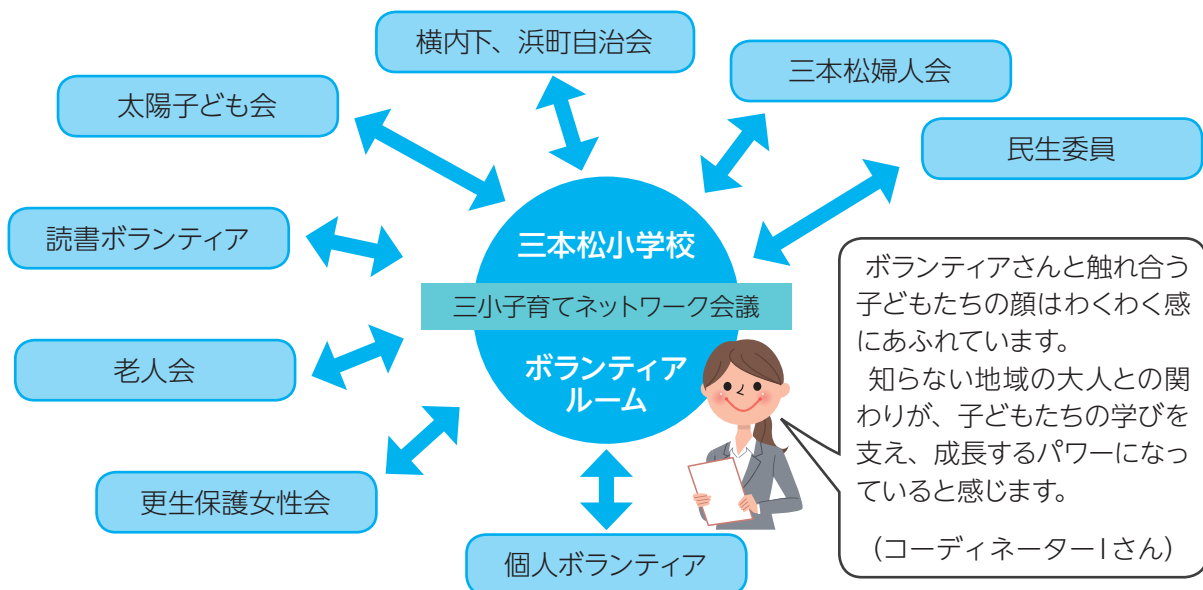 横内下、浜町自治会
三本松婦人会
太陽子ども会
民生委員
読書ボランティア
三本松小学校
三小子育てネットワーク会議
ボランティア
ルーム
老人会
更生保護女性会
個人ボランティア
ボランティアさんと触れ合う
子どもたちの顔はわくわく感
にあふれています。
知らない地域の大人との関
わりが、子どもたちの学びを
支え、成長するパワーになっ
ていると感じます。
(コーディネーターIさん)